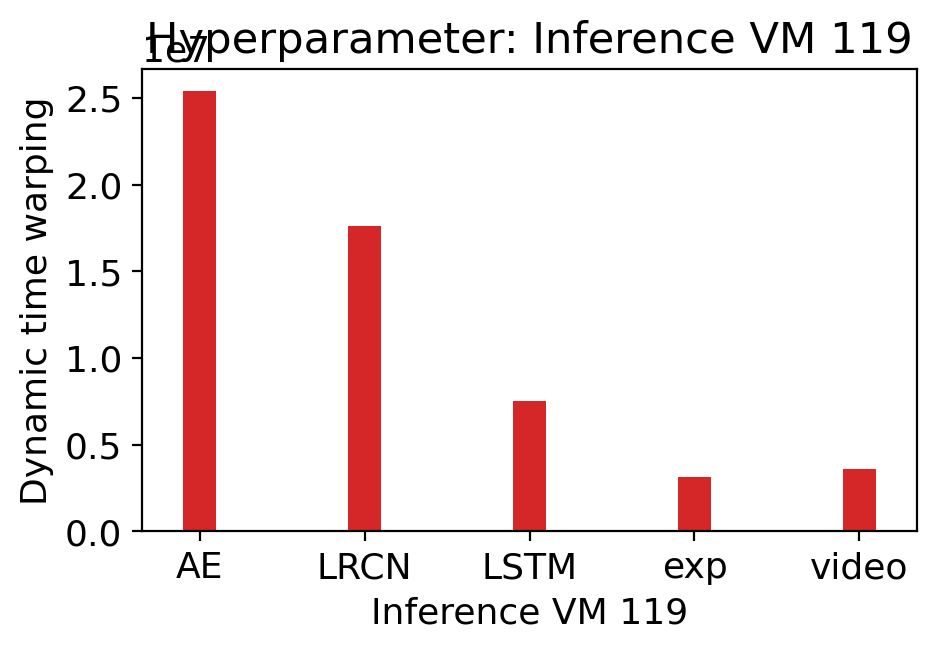 Hyperparameter: Inference VM 119
1e7
Dynamic time warping
2.5
2.0
1.5
1.0
0.5
0.0
AE LRCN LSTM exp video
Inference VM 119